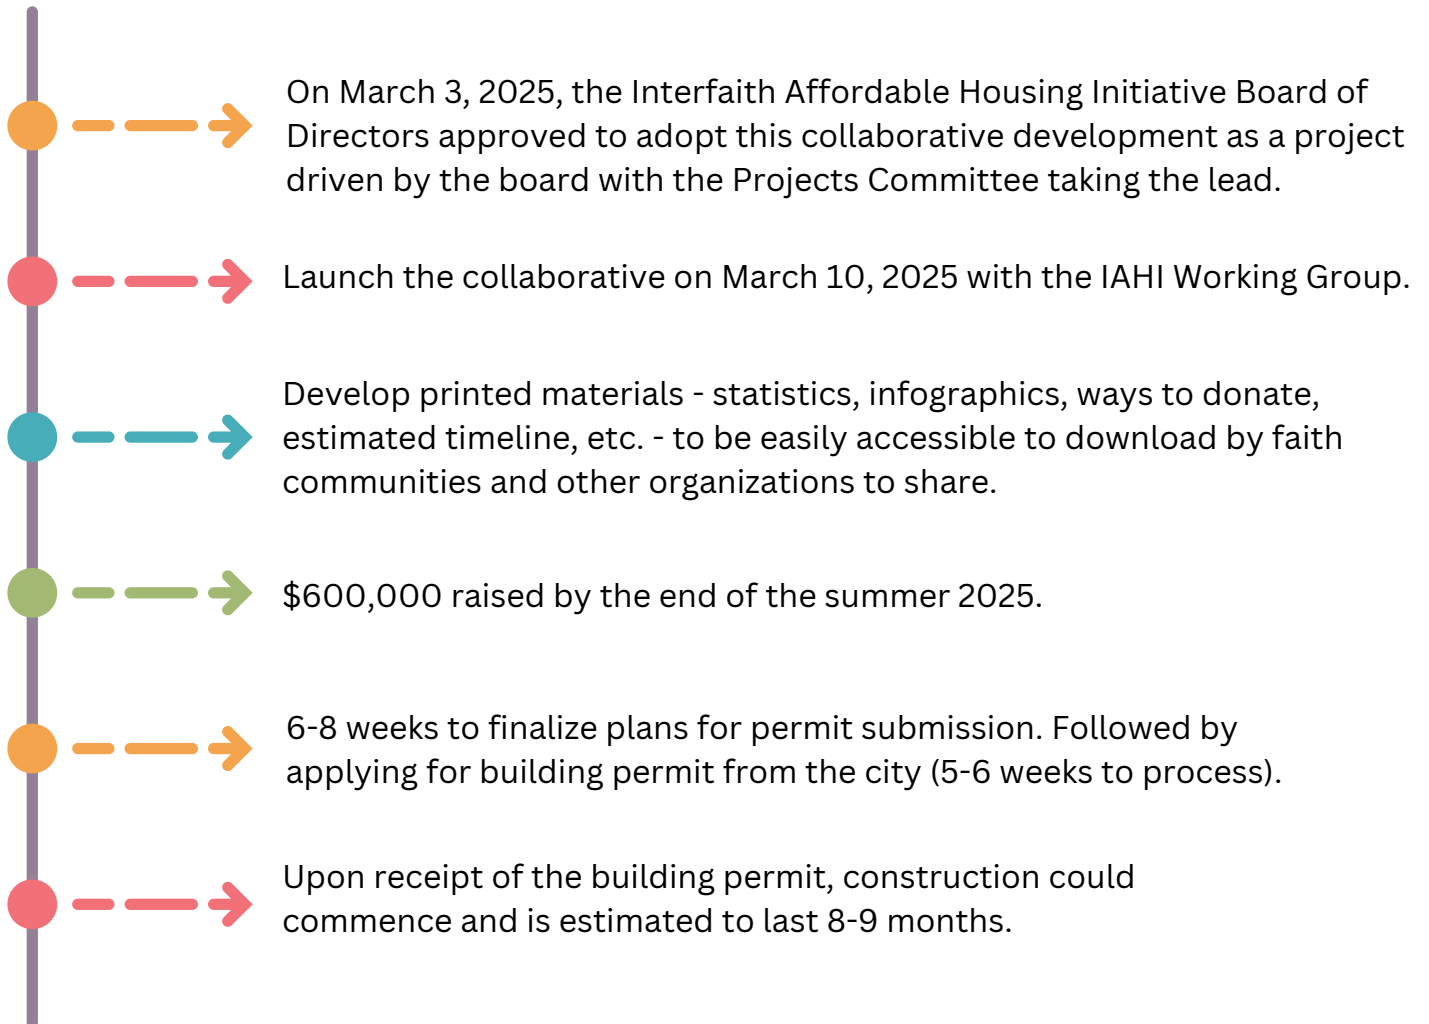 On March 3, 2025, the Interfaith Affordable Housing Initiative Board of
Directors approved to adopt this collaborative development as a project
driven by the board with the Projects Committee taking the lead.
Launch the collaborative on March 10, 2025 with the IAHI Working Group.
Develop printed materials - statistics, infographics, ways to donate,
estimated timeline, etc. - to be easily accessible to download by faith
communities and other organizations to share.
$600,000 raised by the end of the summer 2025.
6-8 weeks to finalize plans for permit submission. Followed by
applying for building permit from the city (5-6 weeks to process).
Upon receipt of the building permit, construction could
commence and is estimated to last 8-9 months.